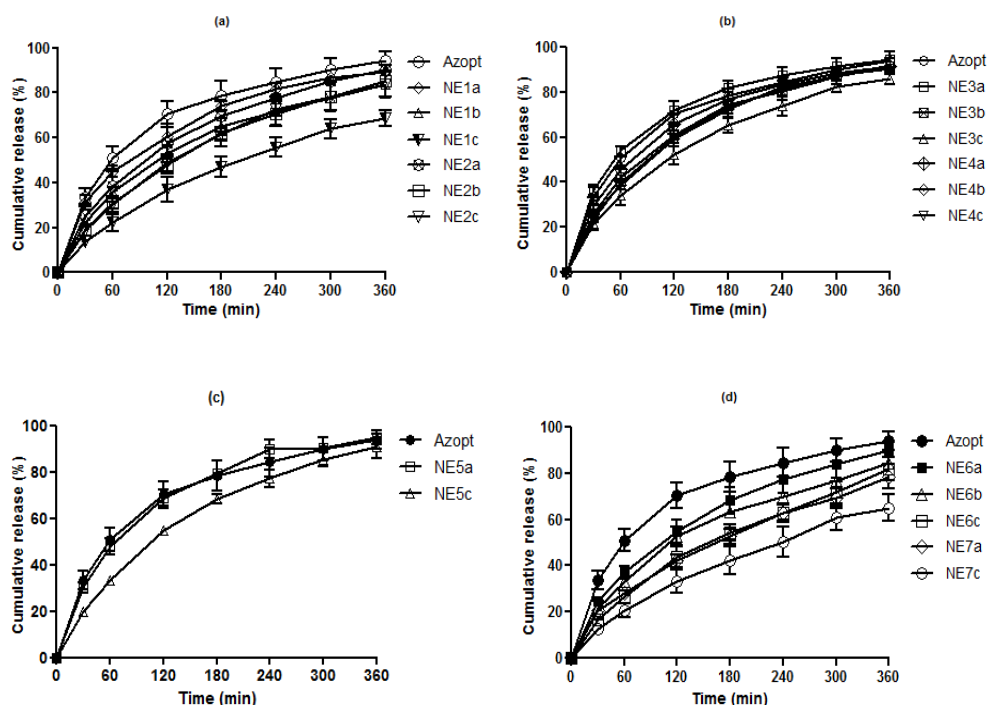 (a)
Cumulative release (%)
100
80
60
40
20
0
0 60 120 180 240 300 360
Time (min)
Azopt
NE1a
NE1b
NE1c
NE2a
NE2b
NE2c
(b)
Cumulative release (%)
100
80
60
40
20
0
0 60 120 180 240 300 360
Time (min)
Azopt
NE3a
NE3b
NE3c
NE4a
NE4b
NE4c
(c)
Cumulative release (%)
100
80
60
40
20
0
0 60 120 180 240 300 360
Time (min)
Azopt
NE5a
NE5c
(d)
Cumulative release (%)
100
80
60
40
20
0
0 60 120 180 240 300 360
Time (min)
Azopt
NE6a
NE6b
NE6c
NE7a
NE7c